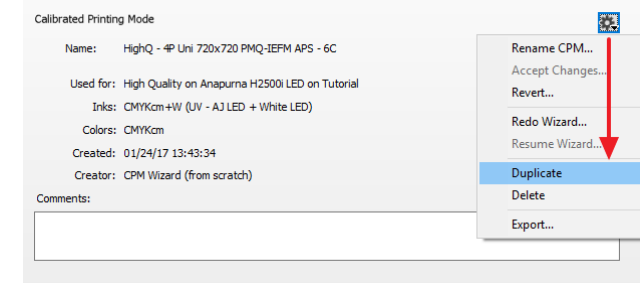 Calibrated Printing Mode
Name: HighQ - 4P Uni 720x720 PMQ-IEFM APS - 6C
Used for: High Quality on Anapurna H2500i LED on Tutorial
Inks: CMYKcm+W (UV - AJ LED + White LED)
Colors: CMYKcm
Created: 01/24/17 13:43:34
Creator: CPM Wizard (from scratch)
Comments:
Rename CPM...
Accept Changes...
Revert...
Redo Wizard...
Resume Wizard...
Duplicate
Delete
Export...